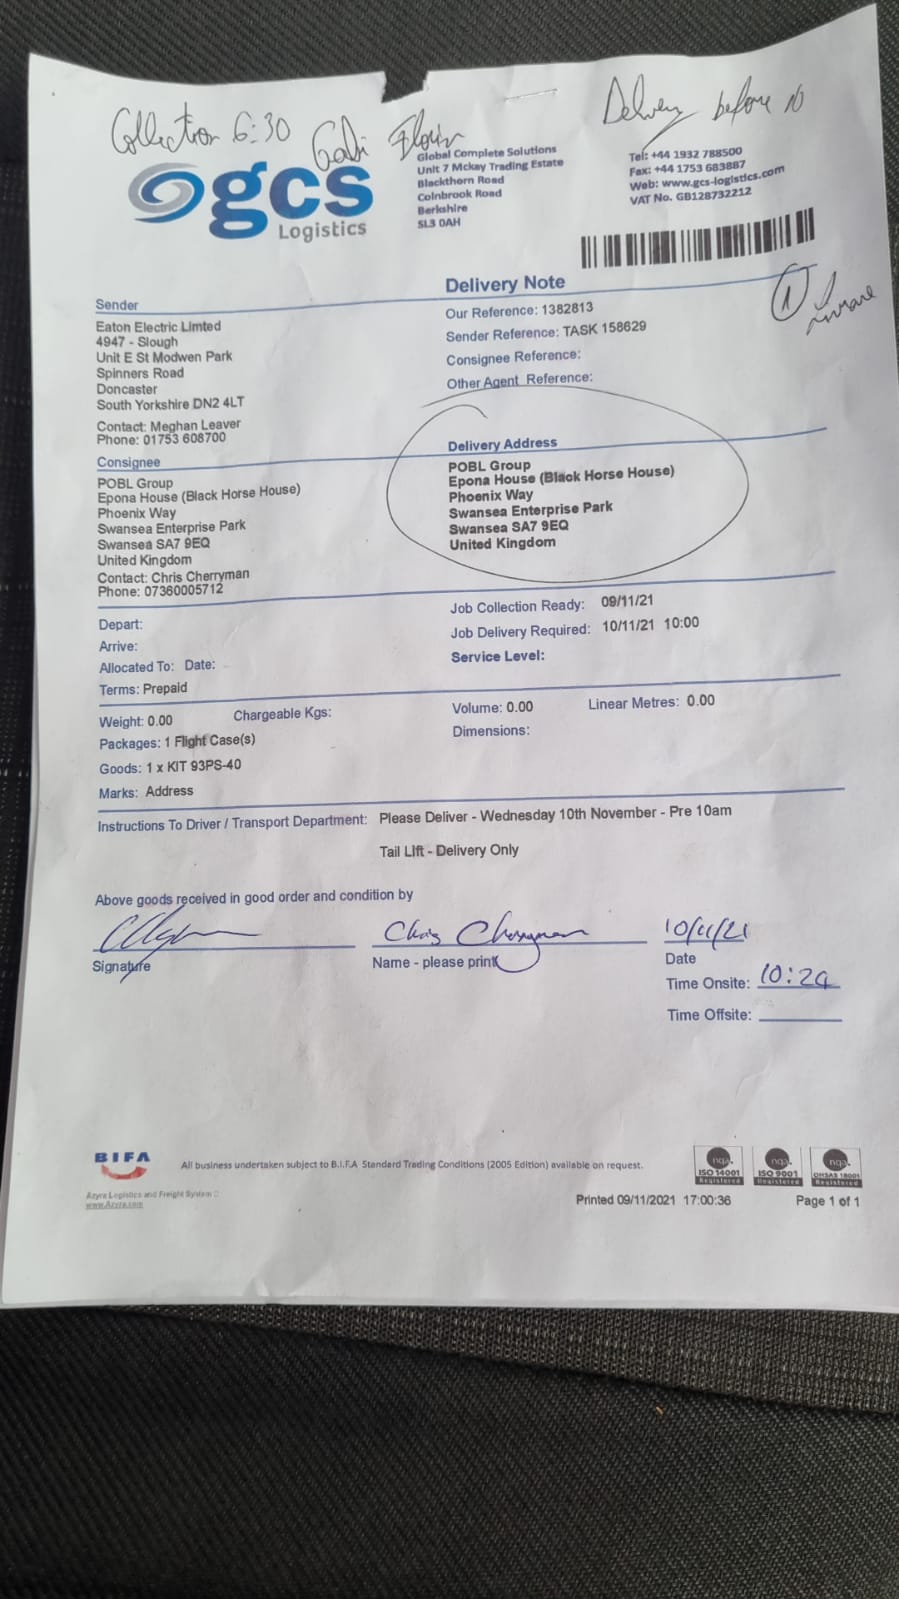 Collection 6:30
Gabi Florin
Delivery before 10
gcs
Logistics
Global Complete Solutions
Unit 7 Mckay Trading Estate
Blackthorn Road
Colnbrook Road
Berkshire
SL3 0AH
Tel: +44 1932 788500
Fax: +44 1753 683887
Web: www.gcs-logistics.com
VAT No. GB128732212
Delivery Note
1
Sender
Eaton Electric Limted
4947 - Slough
Unit E St Modwen Park
Spinners Road
Doncaster
South Yorkshire DN2 4LT
Contact: Meghan Leaver
Phone: 01753 608700
Our Reference: 1382813
Sender Reference: TASK 158629
Consignee Reference:
Other Agent Reference:
Consignee
POBL Group
Epona House (Black Horse House)
Phoenix Way
Swansea Enterprise Park
Swansea SA7 9EQ
United Kingdom
Contact: Chris Cherryman
Phone: 07360005712
Delivery Address
POBL Group
Epona House (Black Horse House)
Phoenix Way
Swansea Enterprise Park
Swansea SA7 9EQ
United Kingdom
Depart:
Arrive:
Allocated To: Date:
Terms: Prepaid
Job Collection Ready: 09/11/21
Job Delivery Required: 10/11/21 10:00
Service Level:
Weight: 0.00 Chargeable Kgs: Volume: 0.00 Linear Metres: 0.00
Packages: 1 Flight Case(s) Dimensions:
Goods: 1 x KIT 93PS-40
Marks: Address
Instructions To Driver / Transport Department: Please Deliver - Wednesday 10th November - Pre 10am
Tail Lift - Delivery Only
Above goods received in good order and condition by
Chris Cherryman 10/11/21
Signature Name - please print Date
Time Onsite: 10:24
Time Offsite:
BIFA
All business undertaken subject to B.I.F.A Standard Trading Conditions (2005 Edition) available on request.
nqa. nqa. nqa.
ISO 14001 ISO 9001 OHSAS 18001
Registered Registered Registered
Azyra Logistics and Freight System
www.Azyra.com
Printed 09/11/2021 17:00:36 Page 1 of 1